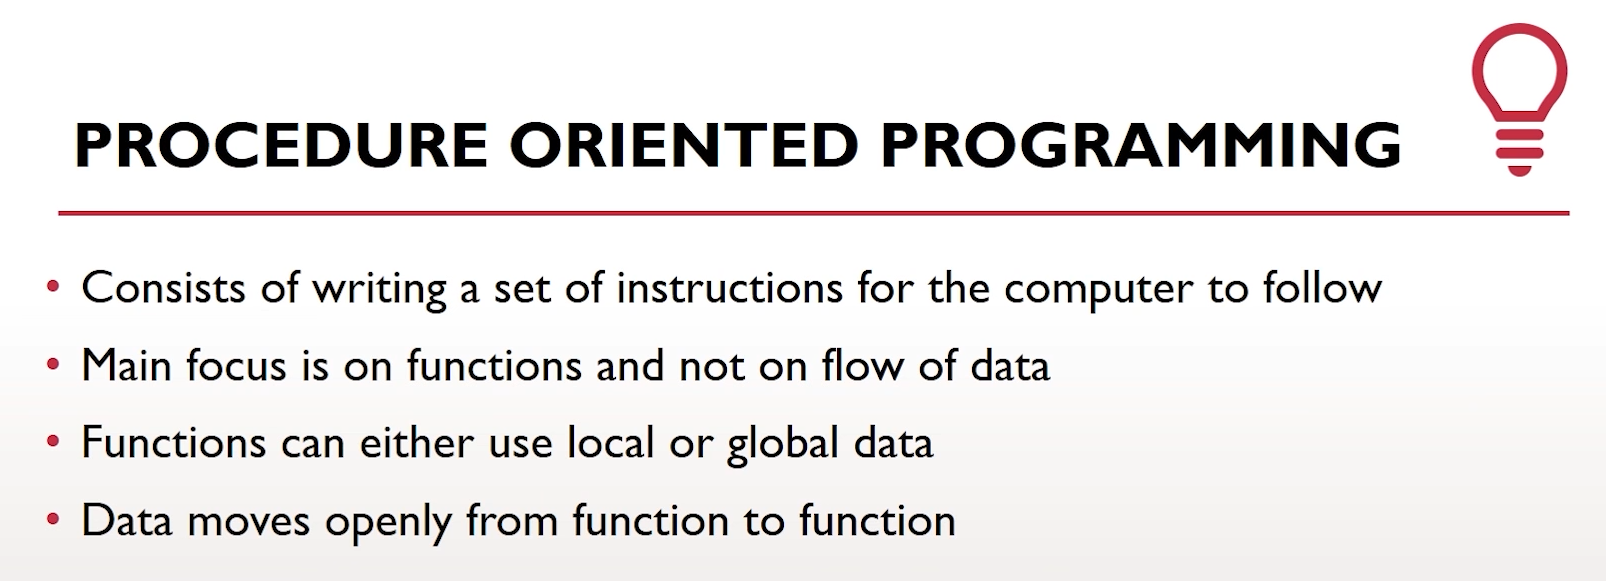 PROCEDURE ORIENTED PROGRAMMING
• Consists of writing a set of instructions for the computer to follow
• Main focus is on functions and not on flow of data
• Functions can either use local or global data
• Data moves openly from function to function